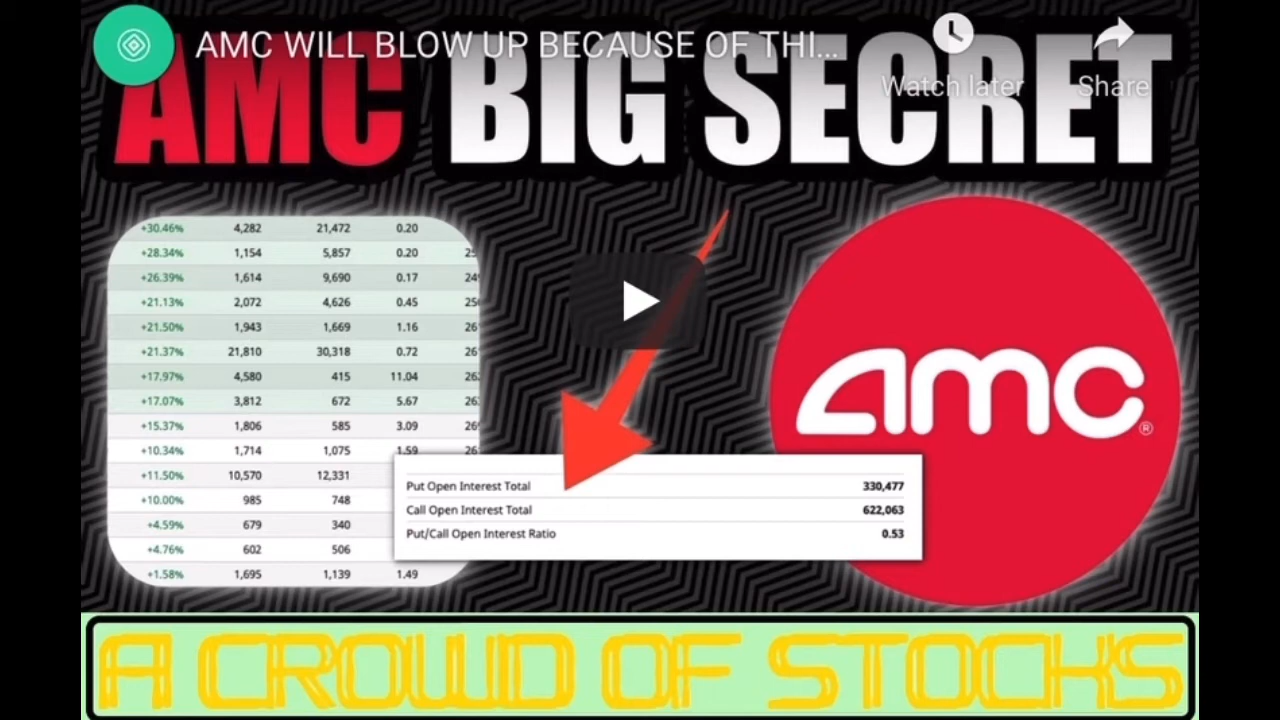 AMC WILL BLOW UP BECAUSE OF THI...
Watch later
Share
AMC BIG SECRET
+30.46% 4,282 21,472 0.20
+28.34% 1,154 5,857 0.20
+26.39% 1,614 9,690 0.17
+21.13% 2,072 4,626 0.45
+21.50% 1,943 1,669 1.16
+21.37% 21,810 30,318 0.72
+17.97% 4,580 415 11.04
+17.07% 3,812 672 5.67
+15.37% 1,806 585 3.09
+10.34% 1,714 1,075 1.59
+11.50% 10,570 12,331
+10.00% 985 748
+4.59% 679 340
+4.76% 602 506
+1.58% 1,695 1,139 1.49
Put Open Interest Total 330,477
Call Open Interest Total 622,063
Put/Call Open Interest Ratio 0.53
amc®
A CROWD OF STOCKS